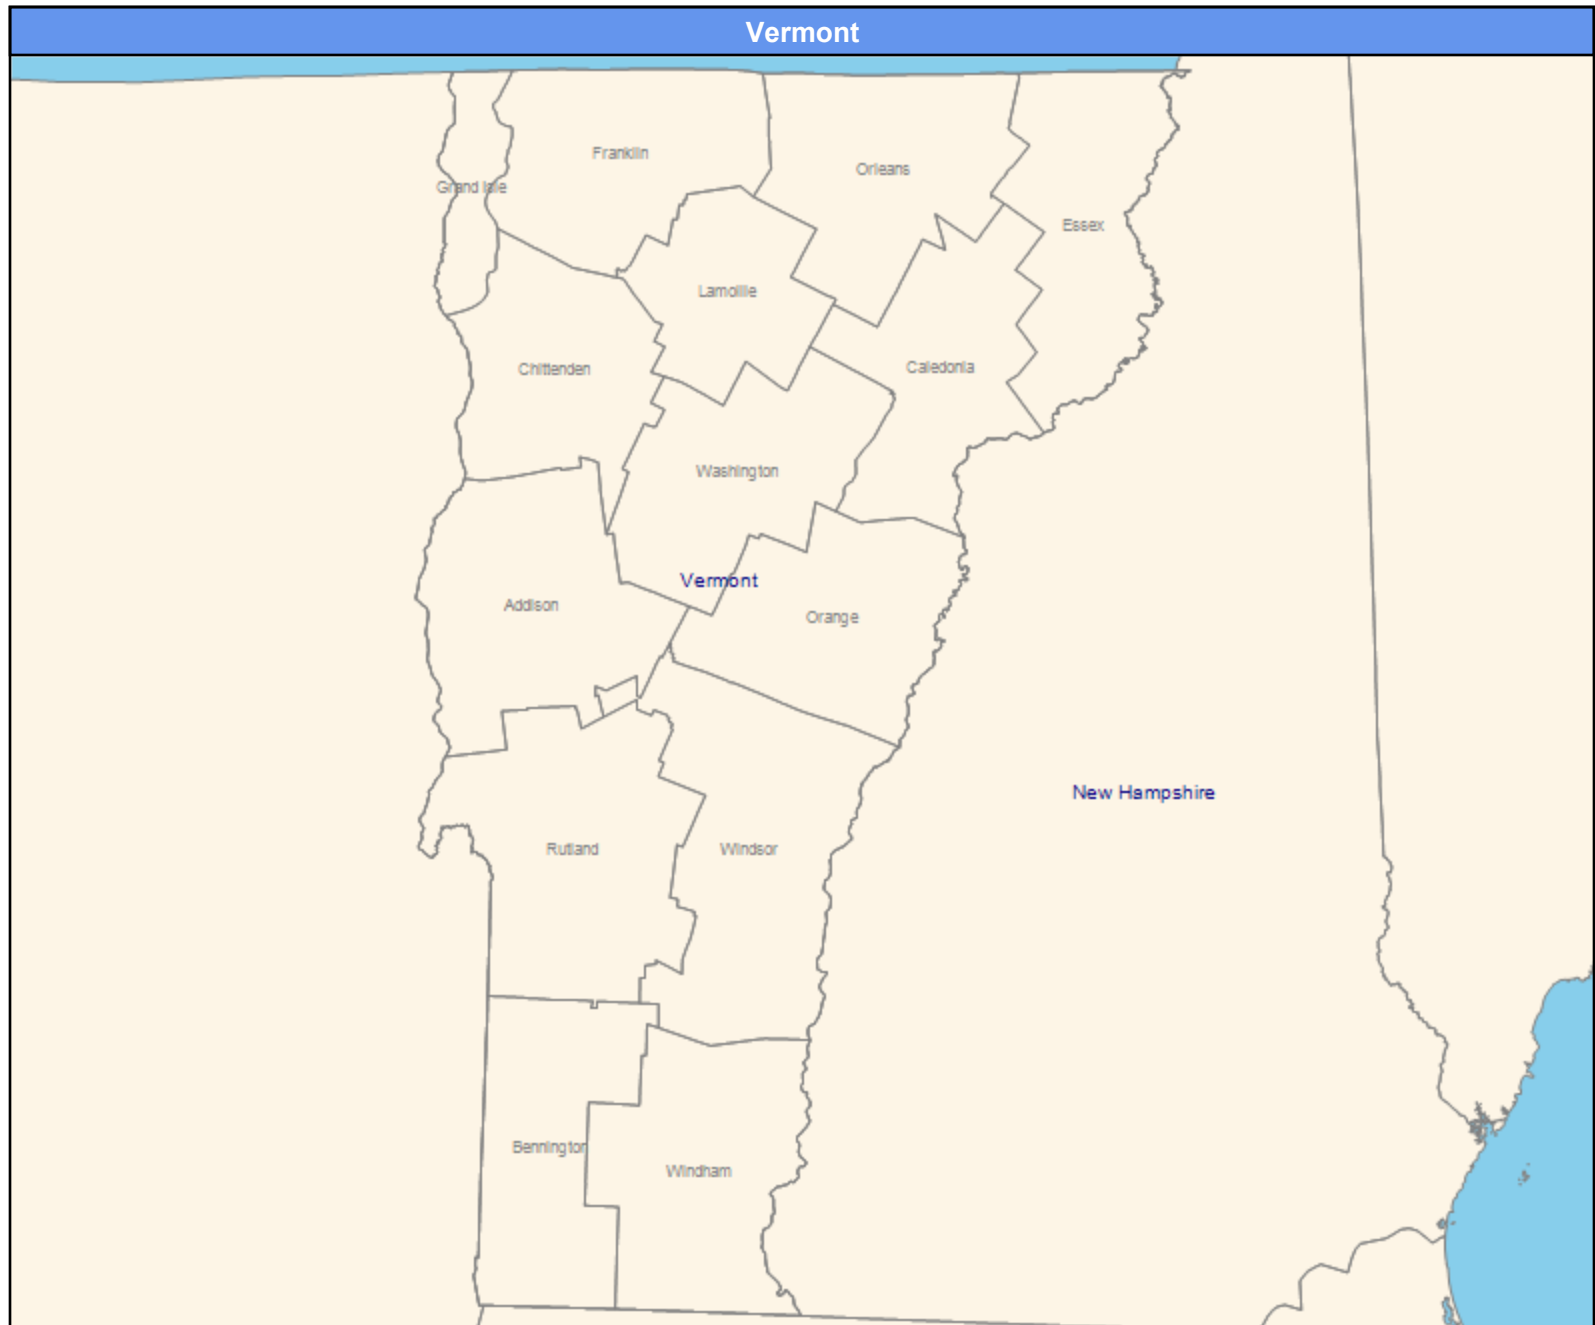 Vermont
Franklin
Orleans
Grand Isle
Essex
Lamoille
Chittenden
Caledonia
Washington
Vermont
Addison
Orange
New Hampshire
Rutland
Windsor
Bennington
Windham